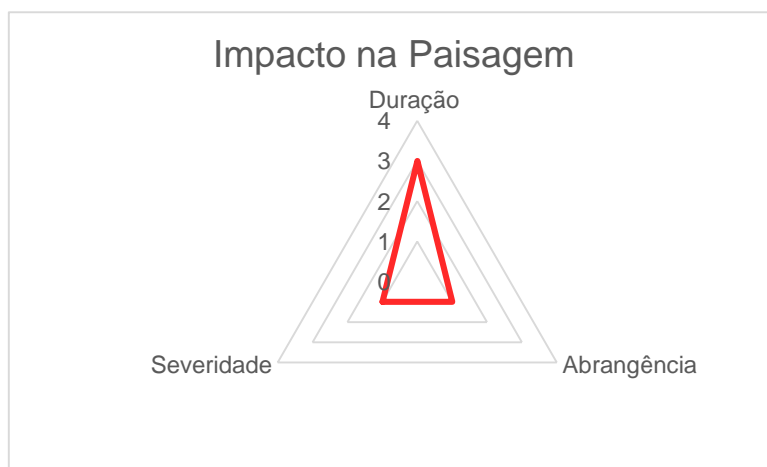 Impacto na Paisagem
Duração
4
3
2
1
0
Severidade
Abrangência